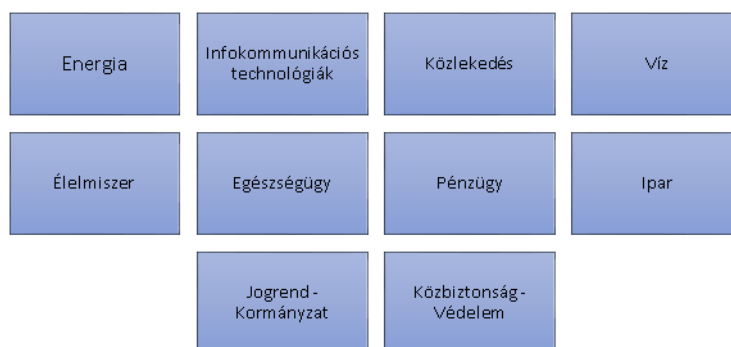 Energia
Infokommunikációs
technológiák
Közlekedés
Víz
Élelmiszer
Egészségügy
Pénzügy
Ipar
Jogrend -
Kormányzat
Közbiztonság -
Védelem